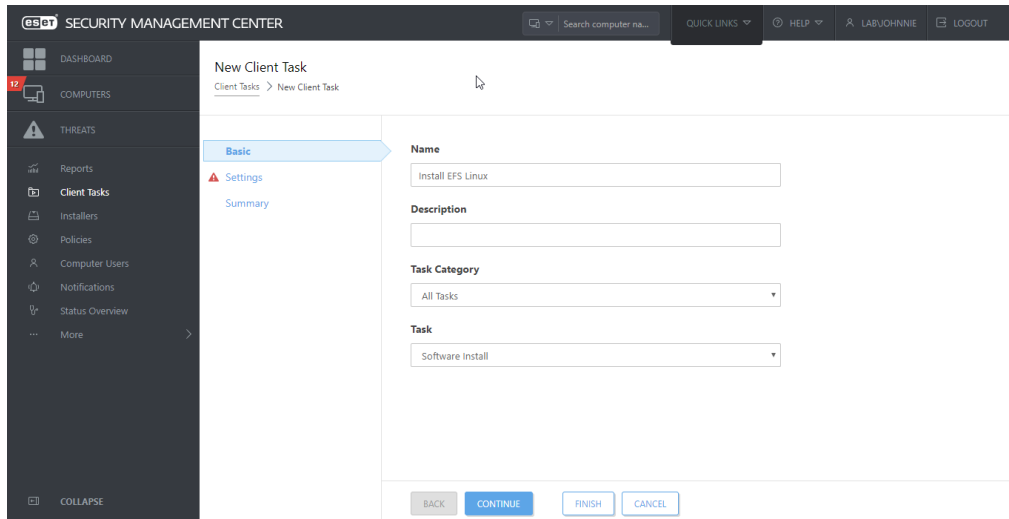 eset SECURITY MANAGEMENT CENTER
Search computer na...
QUICK LINKS
HELP
LAB\JOHNNIE
LOGOUT
DASHBOARD
12
COMPUTERS
THREATS
Reports
Client Tasks
Installers
Policies
Computer Users
Notifications
Status Overview
More
COLLAPSE
New Client Task
Client Tasks > New Client Task
Basic
Settings
Summary
Name
Install EFS Linux
Description
Task Category
All Tasks
Task
Software Install
BACK
CONTINUE
FINISH
CANCEL